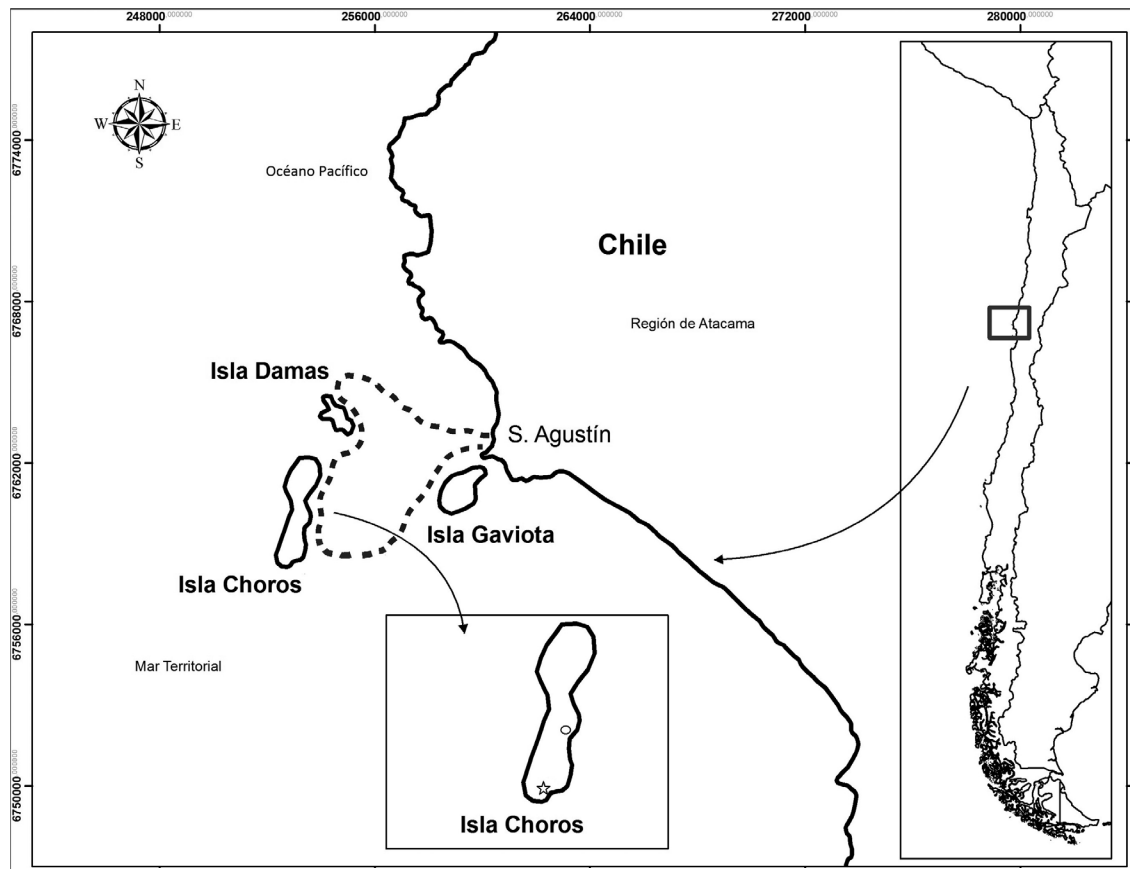 248000,000000
256000,000000
264000,000000
272000,000000
280000,000000
6774000,000000
6768000,000000
6762000,000000
6756000,000000
6750000,000000
N
W
E
S
Océano Pacífico
Chile
Región de Atacama
Isla Damas
S. Agustín
Isla Gaviota
Isla Choros
Mar Territorial
Isla Choros